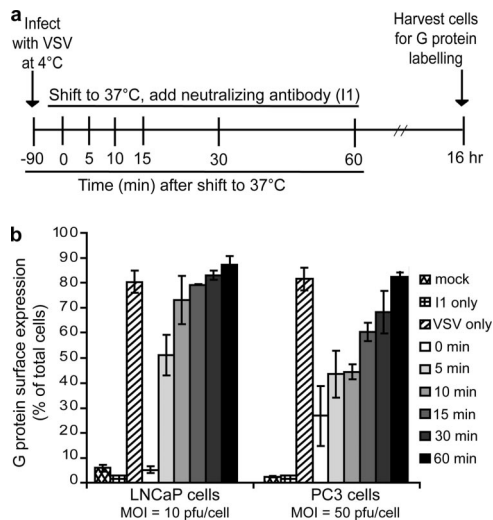 a
Infect
with VSV
at 4°C
Harvest cells
for G protein
labelling
Shift to 37°C, add neutralizing antibody (I1)
-90 0 5 10 15 30 60 16 hr
Time (min) after shift to 37°C
b
G protein surface expression
(% of total cells)
100
90
80
70
60
50
40
30
20
10
0
LNCaP cells
MOI = 10 pfu/cell
PC3 cells
MOI = 50 pfu/cell
mock
I1 only
VSV only
0 min
5 min
10 min
15 min
30 min
60 min